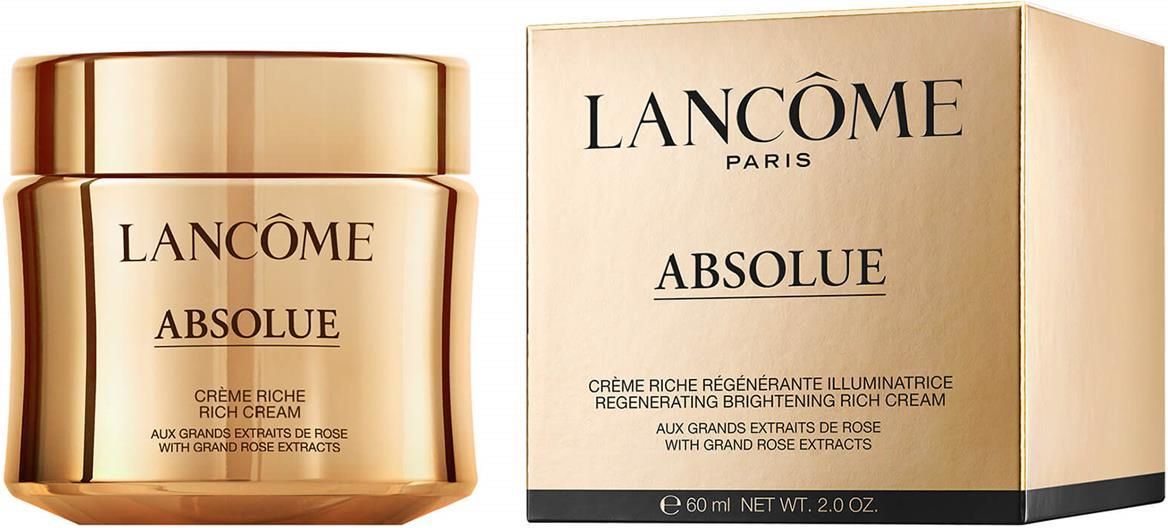 LANCÔME
ABSOLUE
CRÈME RICHE
RICH CREAM
AUX GRANDS EXTRAITS DE ROSE
WITH GRAND ROSE EXTRACTS
LANCÔME
PARIS
ABSOLUE
CRÈME RICHE RÉGÉNÉRANTE ILLUMINATRICE
REGENERATING BRIGHTENING RICH CREAM
AUX GRANDS EXTRAITS DE ROSE
WITH GRAND ROSE EXTRACTS
℮ 60 ml NET WT. 2.0 OZ.